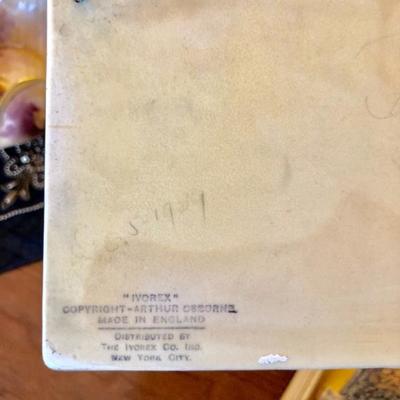 "IVOREX"
COPYRIGHT-ARTHUR OSBORNE
MADE IN ENGLAND
DISTRIBUTED BY
THE IVOREX CO. INC.
NEW YORK CITY.